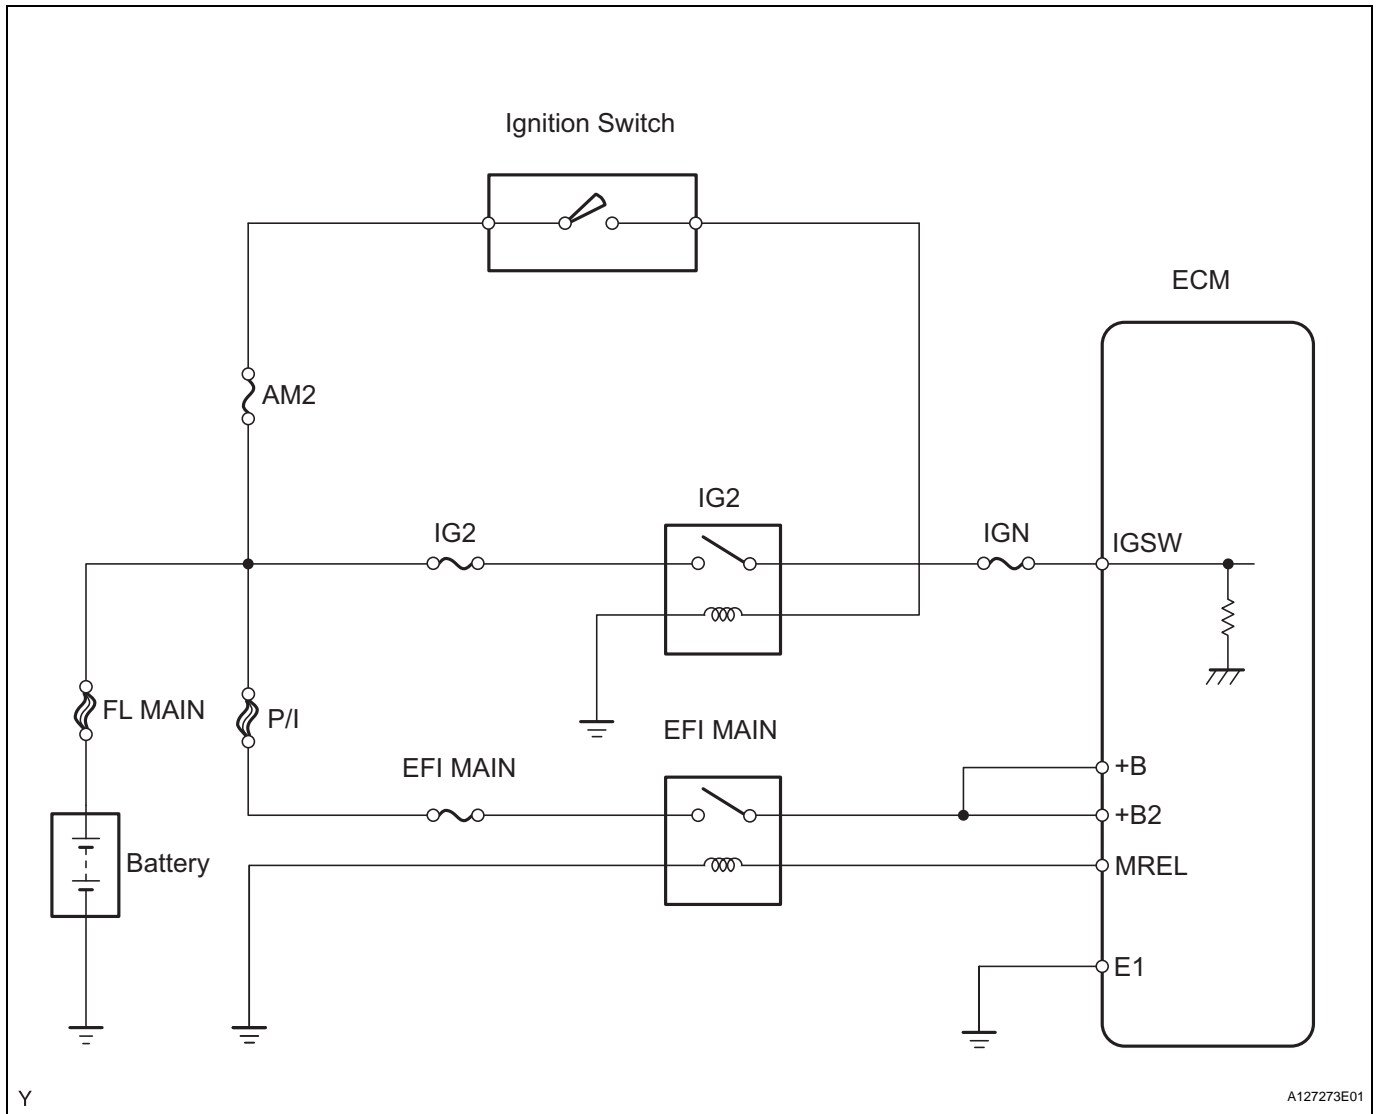 Ignition Switch
ECM
AM2
IG2
IG2
IGN
IGSW
FL MAIN
P/I
EFI MAIN
EFI MAIN
+B
+B2
Battery
MREL
E1
Y
A127273E01